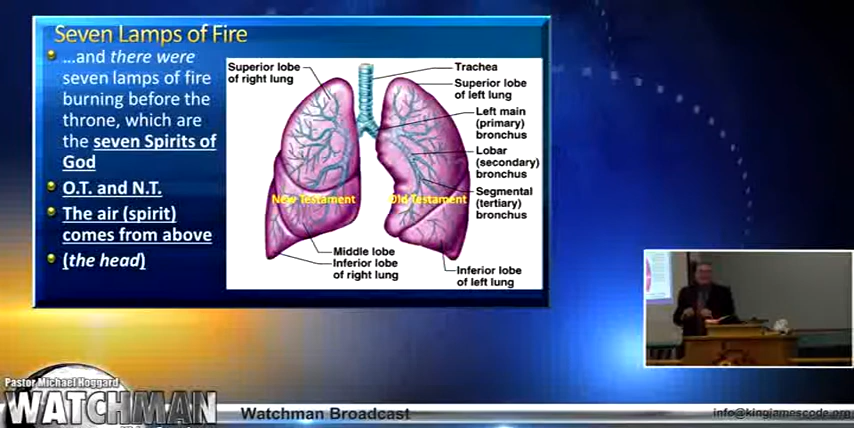 Seven Lamps of Fire
…and there were
seven lamps of fire
burning before the
throne, which are
the seven Spirits of
God
O.T. and N.T.
The air (spirit)
comes from above
(the head)
Superior lobe
of right lung
Trachea
Superior lobe
of left lung
Left main
(primary)
bronchus
Lobar
(secondary)
bronchus
Segmental
(tertiary)
bronchus
New Testament
Old Testament
Middle lobe
Inferior lobe
of right lung
Inferior lobe
of left lung
Pastor Michael Hoggard
WATCHMAN
Watchman Broadcast
info@kingjamescode.org